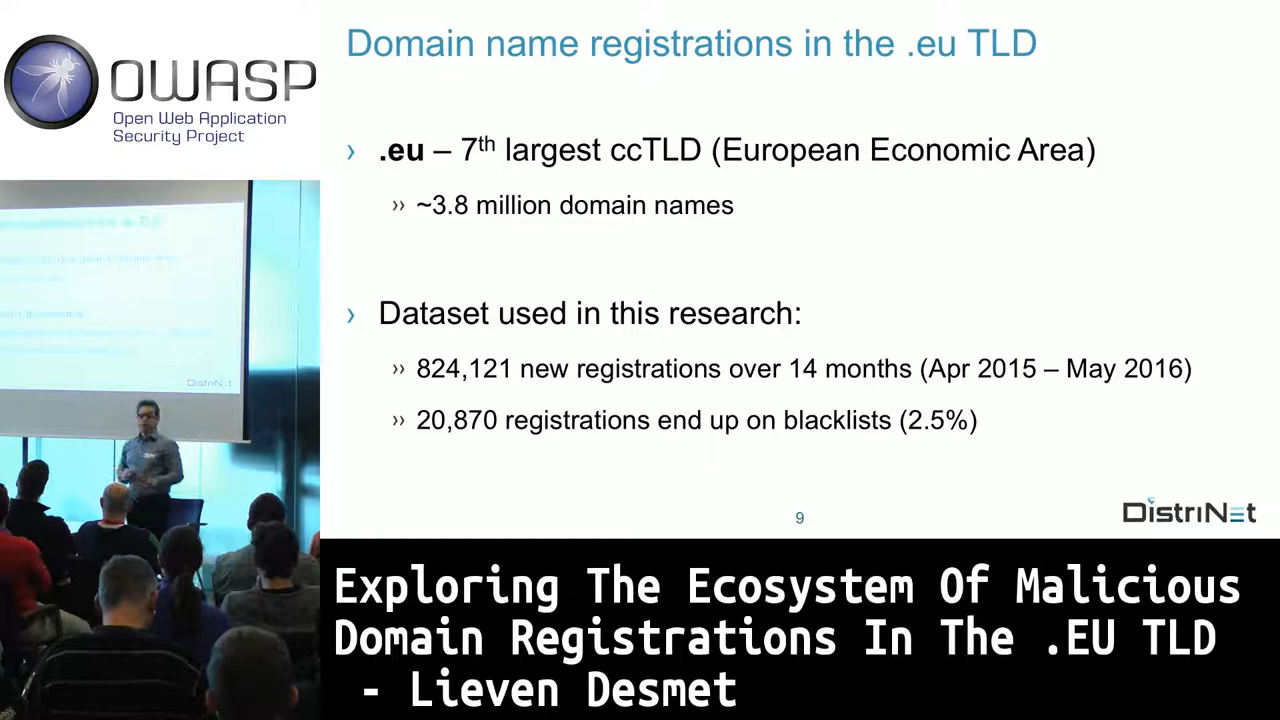 OWASP
Open Web Application
Security Project
Domain name registrations in the .eu TLD
› .eu – 7th largest ccTLD (European Economic Area)
›› ~3.8 million domain names
› Dataset used in this research:
›› 824,121 new registrations over 14 months (Apr 2015 – May 2016)
›› 20,870 registrations end up on blacklists (2.5%)
DistriNet
9
DistriNet
Exploring The Ecosystem Of Malicious
Domain Registrations In The .EU TLD
- Lieven Desmet